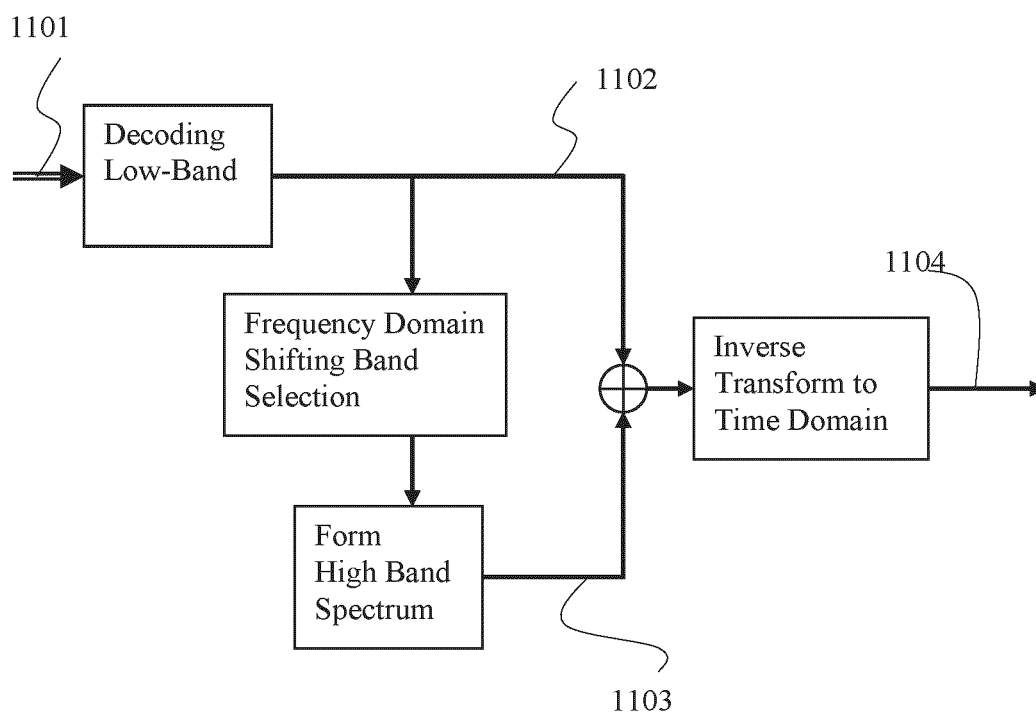 1101
1102
Decoding
Low-Band
1104
Frequency Domain
Shifting Band
Selection
Inverse
Transform to
Time Domain
Form
High Band
Spectrum
1103